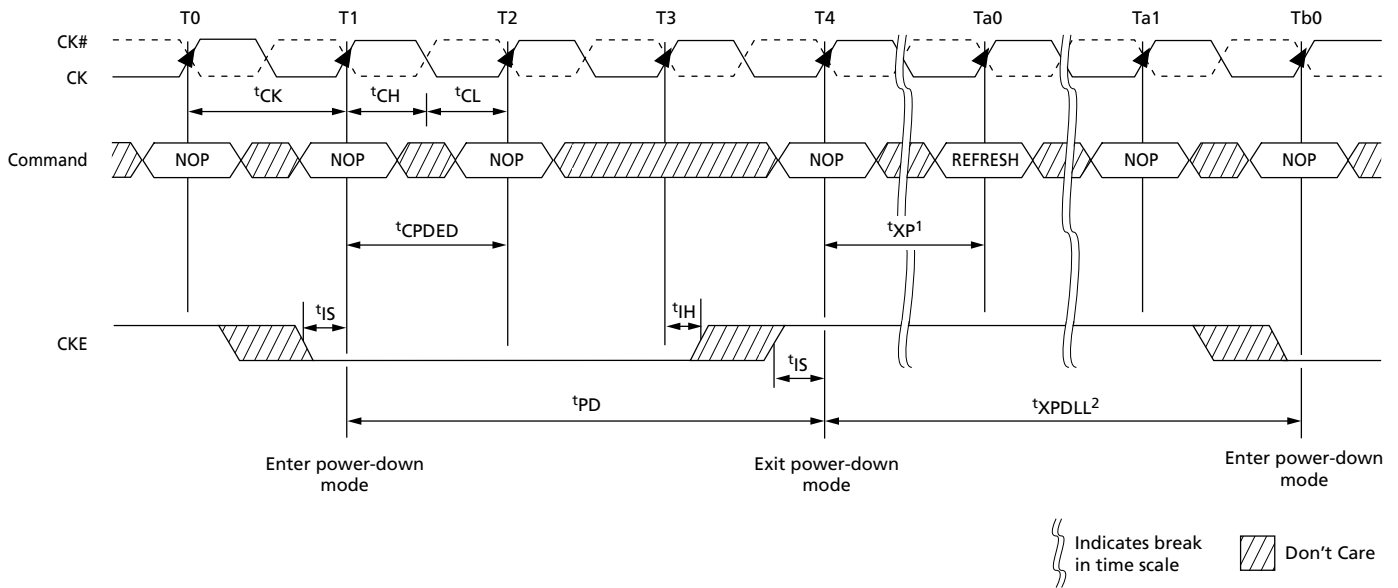 T0 T1 T2 T3 T4 Ta0 Ta1 Tb0
CK#
CK
tCK tCH tCL
Command NOP NOP NOP NOP REFRESH NOP NOP
tCPDED tXP1
tIS tIH
CKE
tIS
tPD tXPDLL2
Enter power-down
mode
Exit power-down
mode
Enter power-down
mode
Indicates break
in time scale
Don't Care